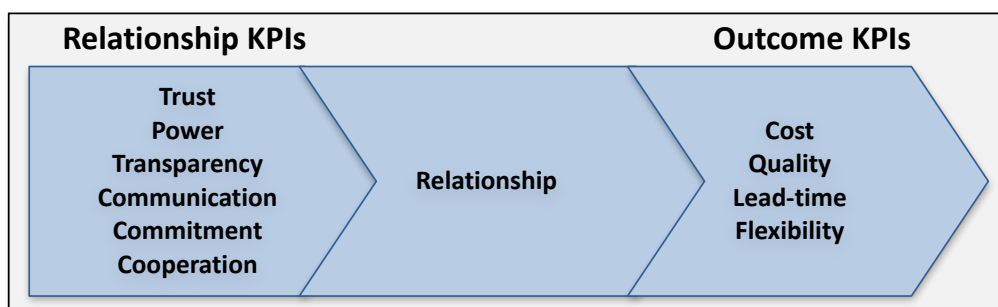 Relationship KPIs
Outcome KPIs
Trust
Power
Transparency
Communication
Commitment
Cooperation
Relationship
Cost
Quality
Lead-time
Flexibility